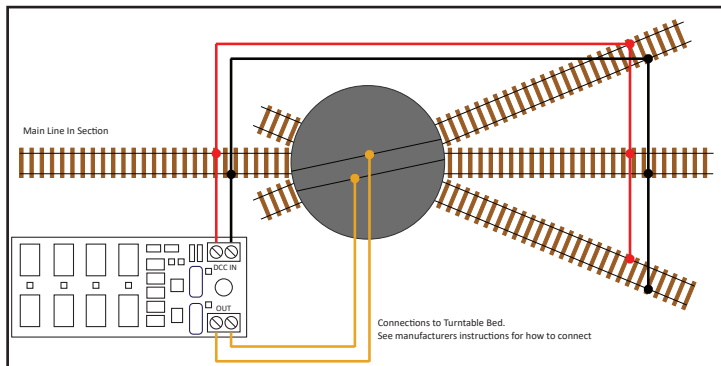 Main Line In Section
DCC IN
OUT
Connections to Turntable Bed.
See manufacturers instructions for how to connect